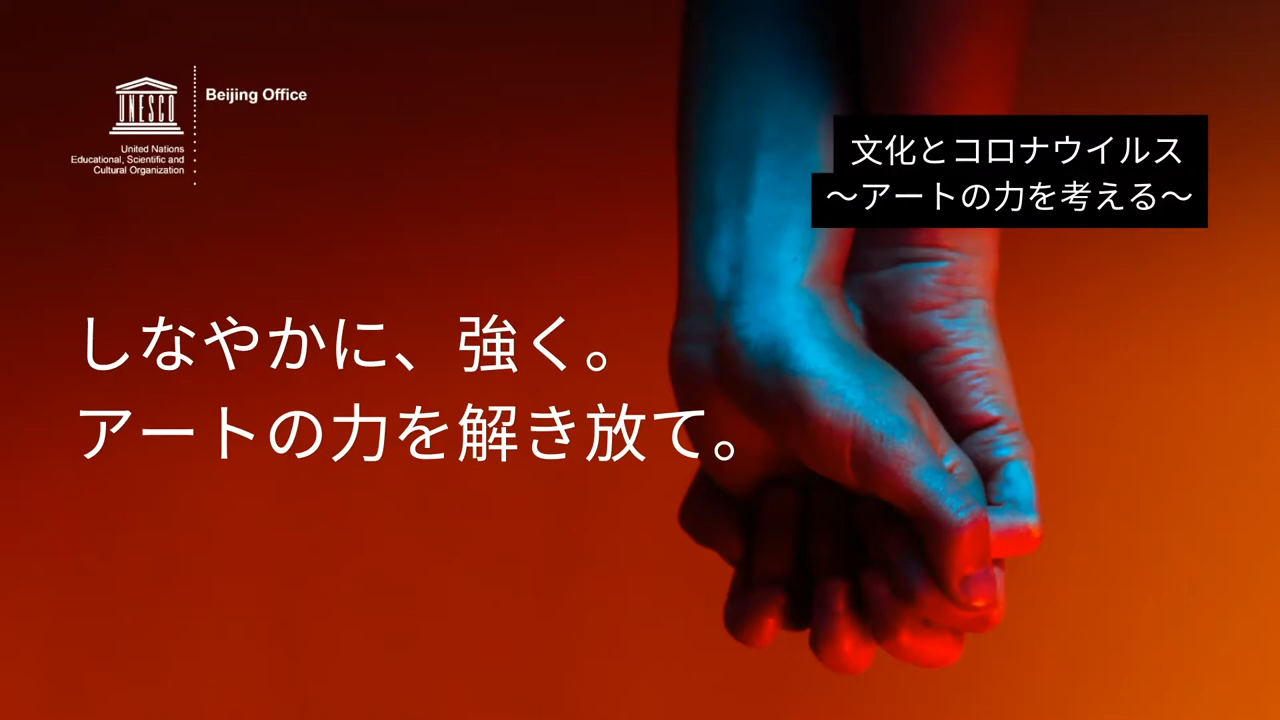 UNESCO
United Nations
Educational, Scientific and
Cultural Organization
Beijing Office
文化とコロナウイルス
〜アートの力を考える〜
しなやかに、強く。
アートの力を解き放て。